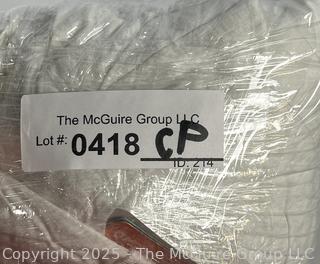 The McGuire Group LLC
Lot #: 0418 CP
ID: 214
Copyright 2025 - The McGuire Group LLC